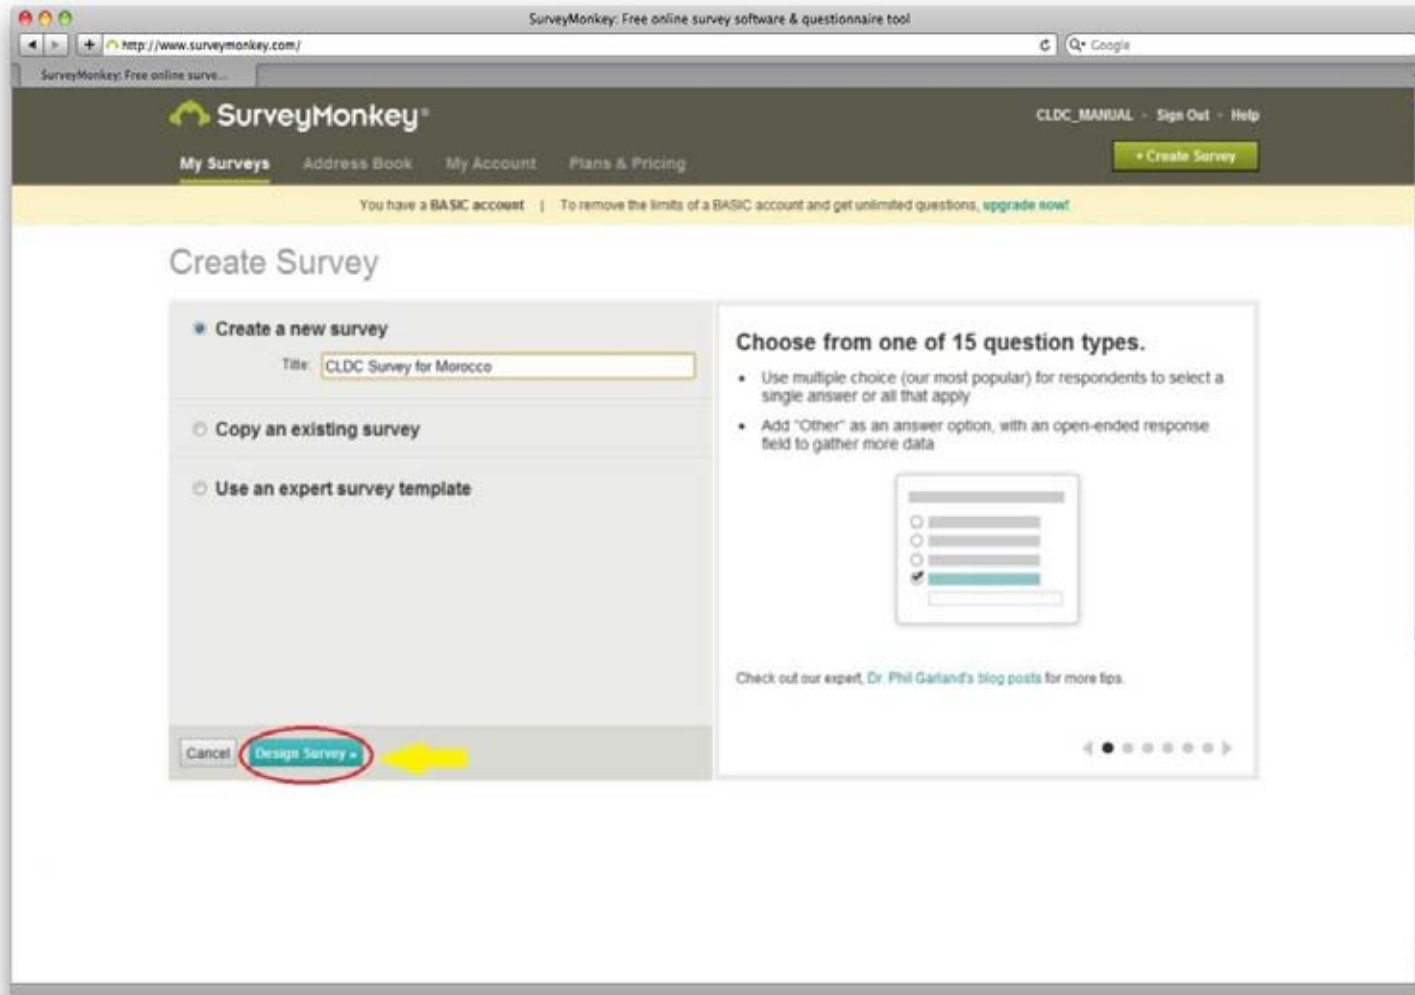 SurveyMonkey: Free online survey software & questionnaire tool
http://www.surveymonkey.com/
Google
SurveyMonkey: Free online surve...
SurveyMonkey®
CLDC_MANUAL - Sign Out - Help
My Surveys Address Book My Account Plans & Pricing
+ Create Survey
You have a BASIC account | To remove the limits of a BASIC account and get unlimited questions, upgrade now!
Create Survey
Create a new survey
Title: CLDC Survey for Morocco
Copy an existing survey
Use an expert survey template
Cancel
Design Survey »
Choose from one of 15 question types.
• Use multiple choice (our most popular) for respondents to select a
single answer or all that apply
• Add "Other" as an answer option, with an open-ended response
field to gather more data
Check out our expert, Dr. Phil Garland's blog posts for more tips.